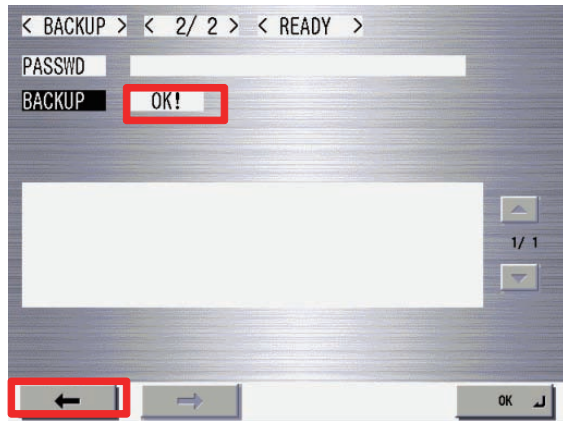 < BACKUP > < 2/ 2 > < READY >
PASSWD
BACKUP OK!
1/ 1
OK